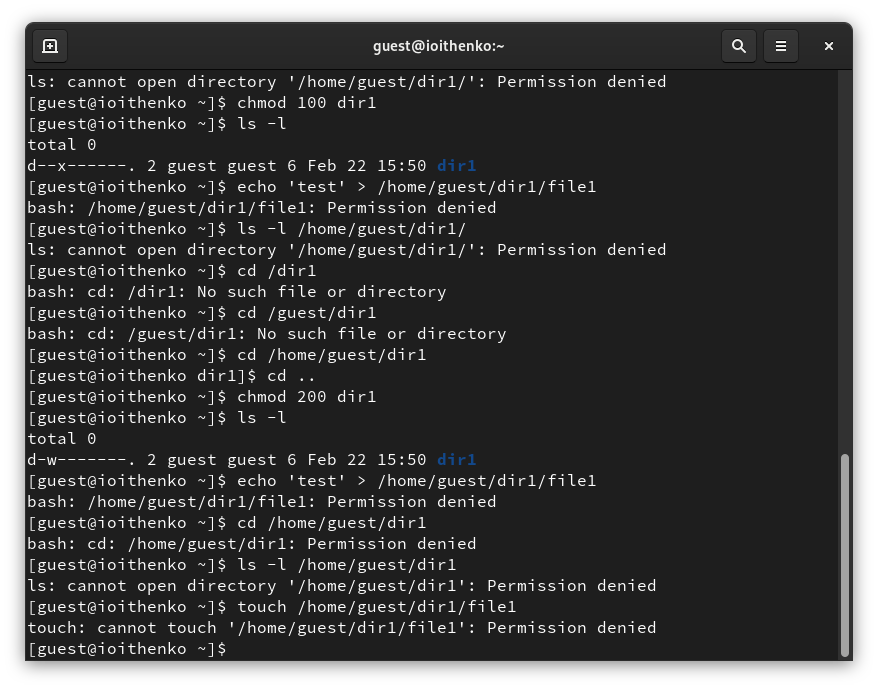 guest@ioithenko:~
ls: cannot open directory '/home/guest/dir1/': Permission denied
[guest@ioithenko ~]$ chmod 100 dir1
[guest@ioithenko ~]$ ls -l
total 0
d--x------. 2 guest guest 6 Feb 22 15:50 dir1
[guest@ioithenko ~]$ echo 'test' > /home/guest/dir1/file1
bash: /home/guest/dir1/file1: Permission denied
[guest@ioithenko ~]$ ls -l /home/guest/dir1/
ls: cannot open directory '/home/guest/dir1/': Permission denied
[guest@ioithenko ~]$ cd /dir1
bash: cd: /dir1: No such file or directory
[guest@ioithenko ~]$ cd /guest/dir1
bash: cd: /guest/dir1: No such file or directory
[guest@ioithenko ~]$ cd /home/guest/dir1
[guest@ioithenko dir1]$ cd ..
[guest@ioithenko ~]$ chmod 200 dir1
[guest@ioithenko ~]$ ls -l
total 0
d-w-------. 2 guest guest 6 Feb 22 15:50 dir1
[guest@ioithenko ~]$ echo 'test' > /home/guest/dir1/file1
bash: /home/guest/dir1/file1: Permission denied
[guest@ioithenko ~]$ cd /home/guest/dir1
bash: cd: /home/guest/dir1: Permission denied
[guest@ioithenko ~]$ ls -l /home/guest/dir1
ls: cannot open directory '/home/guest/dir1': Permission denied
[guest@ioithenko ~]$ touch /home/guest/dir1/file1
touch: cannot touch '/home/guest/dir1/file1': Permission denied
[guest@ioithenko ~]$